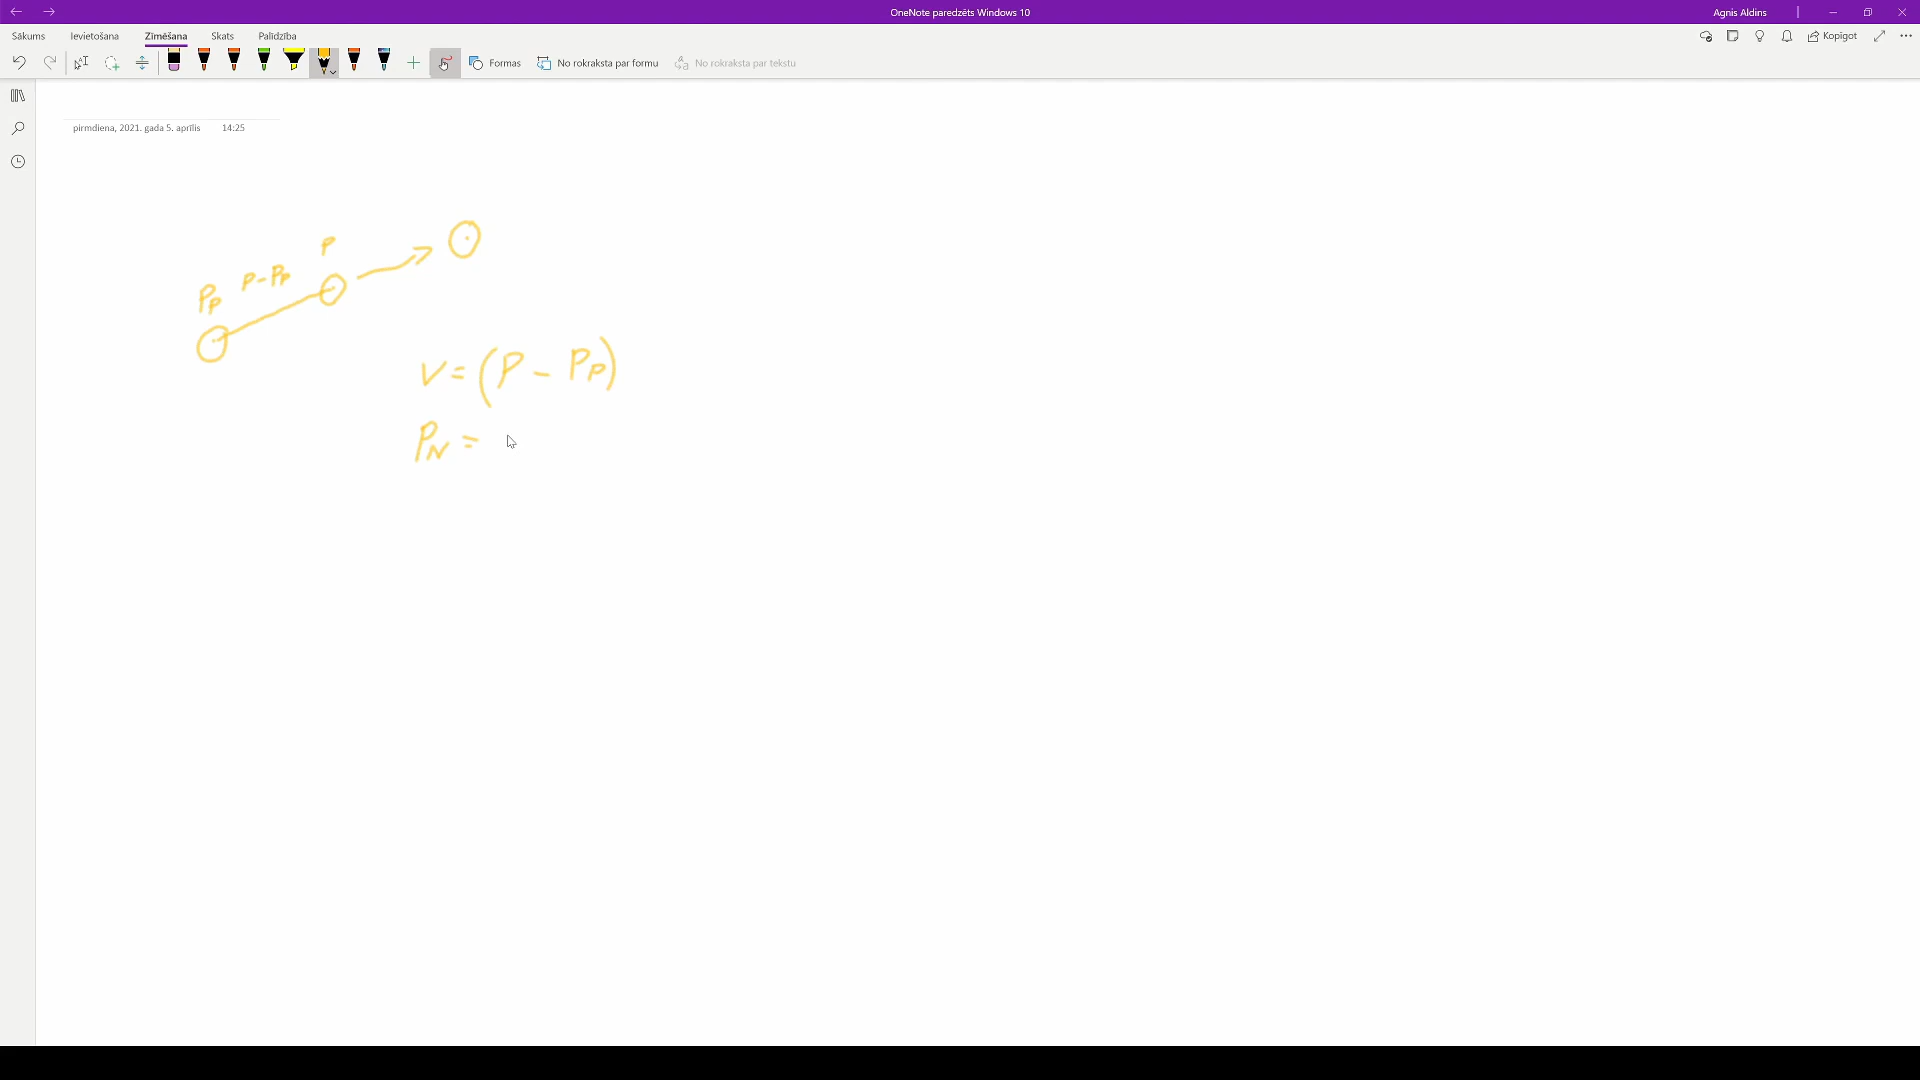 OneNote paredzēts Windows 10
Agnis Aldins
Sākums Ievietošana Zīmēšana Skats Palīdzība
Kopīgot
Formas No rokraksta par formu No rokraksta par tekstu
pirmdiena, 2021. gada 5. aprīlis 14:25
P
P-Pp
Pp
V = (P - Pp)
PN =